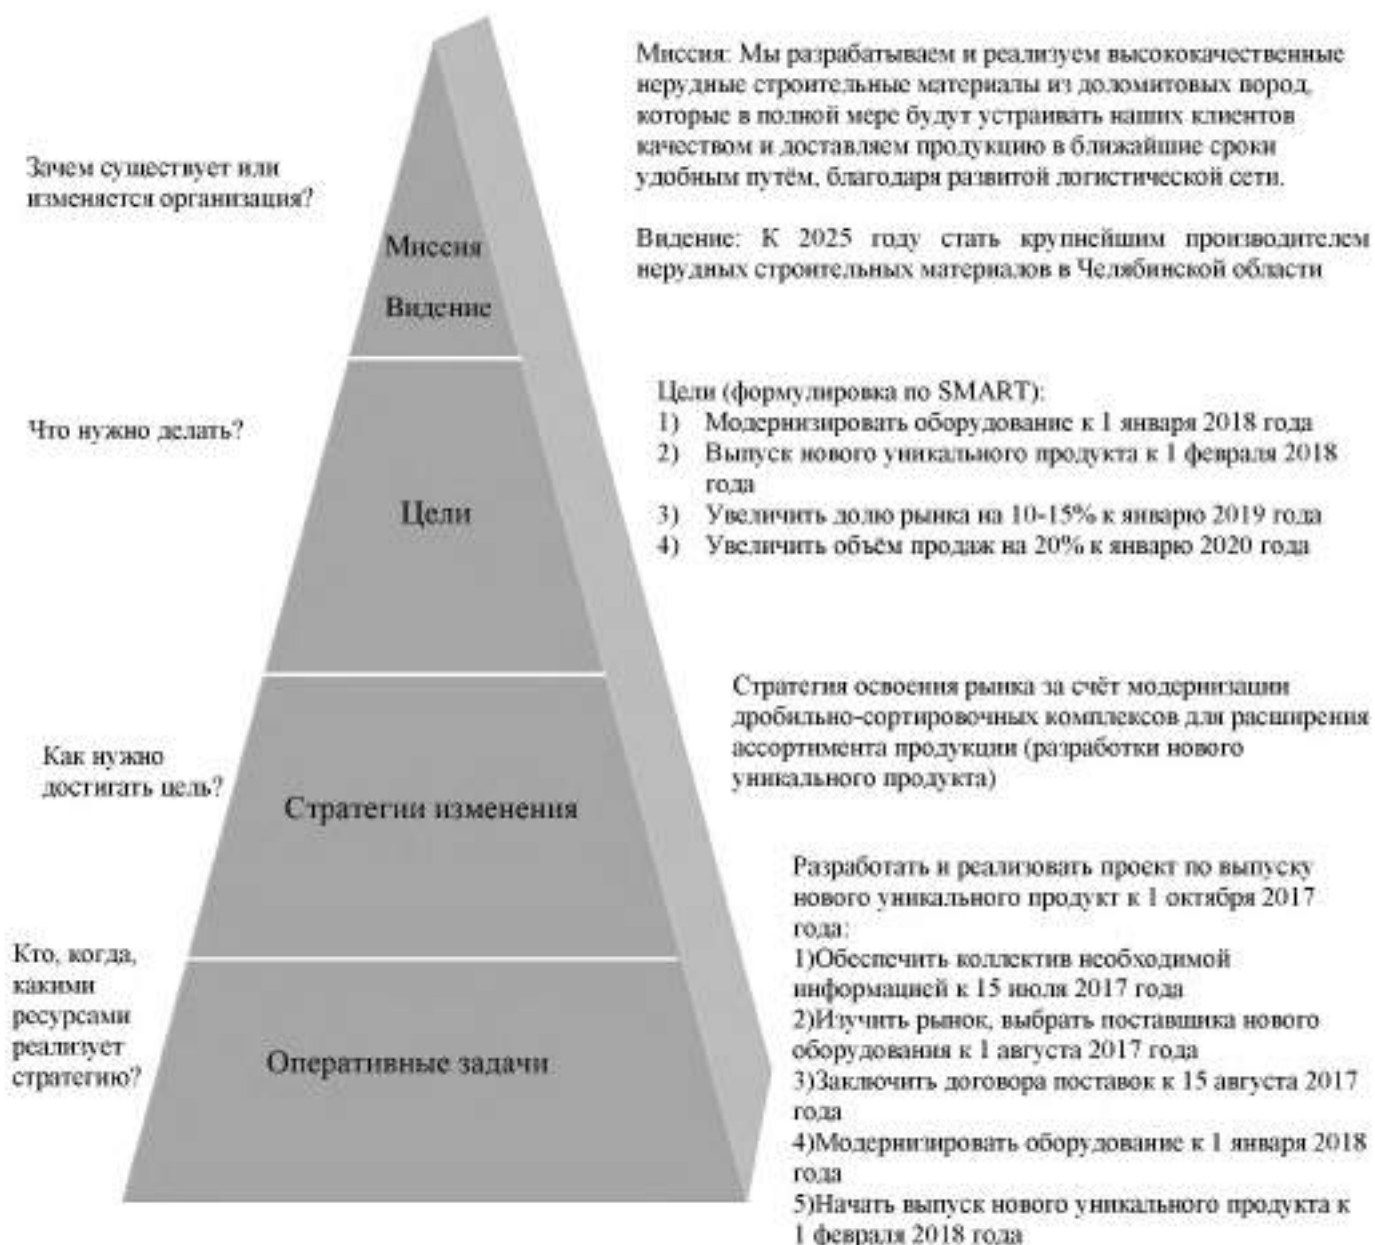 Миссия: Мы разрабатываем и реализуем высококачественные
нерудные строительные материалы из доломитовых пород,
которые в полной мере будут устраивать наших клиентов
качеством и доставляем продукцию в ближайшие сроки
удобным путём, благодаря развитой логистической сети.
Зачем существует или
изменяется организация?
Миссия
Видение
Видение: К 2025 году стать крупнейшим производителем
нерудных строительных материалов в Челябинской области
Что нужно делать?
Цели
Цели (формулировка по SMART):
1) Модернизировать оборудование к 1 января 2018 года
2) Выпуск нового уникального продукта к 1 февраля 2018
года
3) Увеличить долю рынка на 10-15% к январю 2019 года
4) Увеличить объём продаж на 20% к январю 2020 года
Как нужно
достигать цель?
Стратегии изменения
Стратегия освоения рынка за счёт модернизации
дробильно-сортировочных комплексов для расширения
ассортимента продукции (разработки нового
уникального продукта)
Кто, когда,
какими
ресурсами
реализует
стратегию?
Оперативные задачи
Разработать и реализовать проект по выпуску
нового уникального продукт к 1 октября 2017
года:
1)Обеспечить коллектив необходимой
информацией к 15 июля 2017 года
2)Изучить рынок, выбрать поставщика нового
оборудования к 1 августа 2017 года
3)Заключить договора поставок к 15 августа 2017
года
4)Модернизировать оборудование к 1 января 2018
года
5)Начать выпуск нового уникального продукта к
1 февраля 2018 года